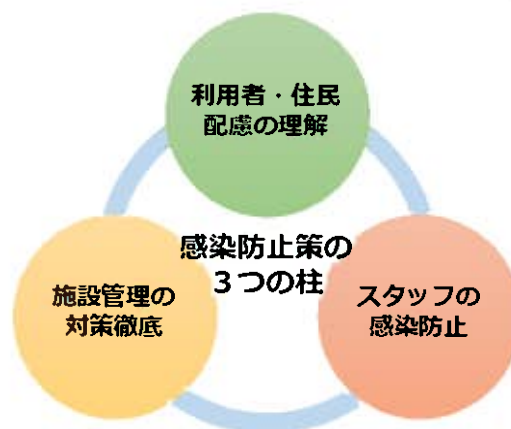 利用者・住民
配慮の理解
感染防止策の
３つの柱
施設管理の
対策徹底
スタッフの
感染防止